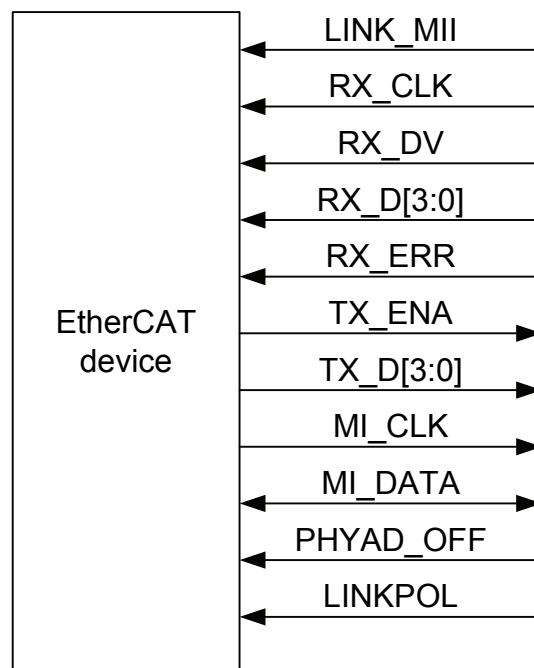 LINK_MII
RX_CLK
RX_DV
RX_D[3:0]
RX_ERR
EtherCAT
device
TX_ENA
TX_D[3:0]
MI_CLK
MI_DATA
PHYAD_OFF
LINKPOL